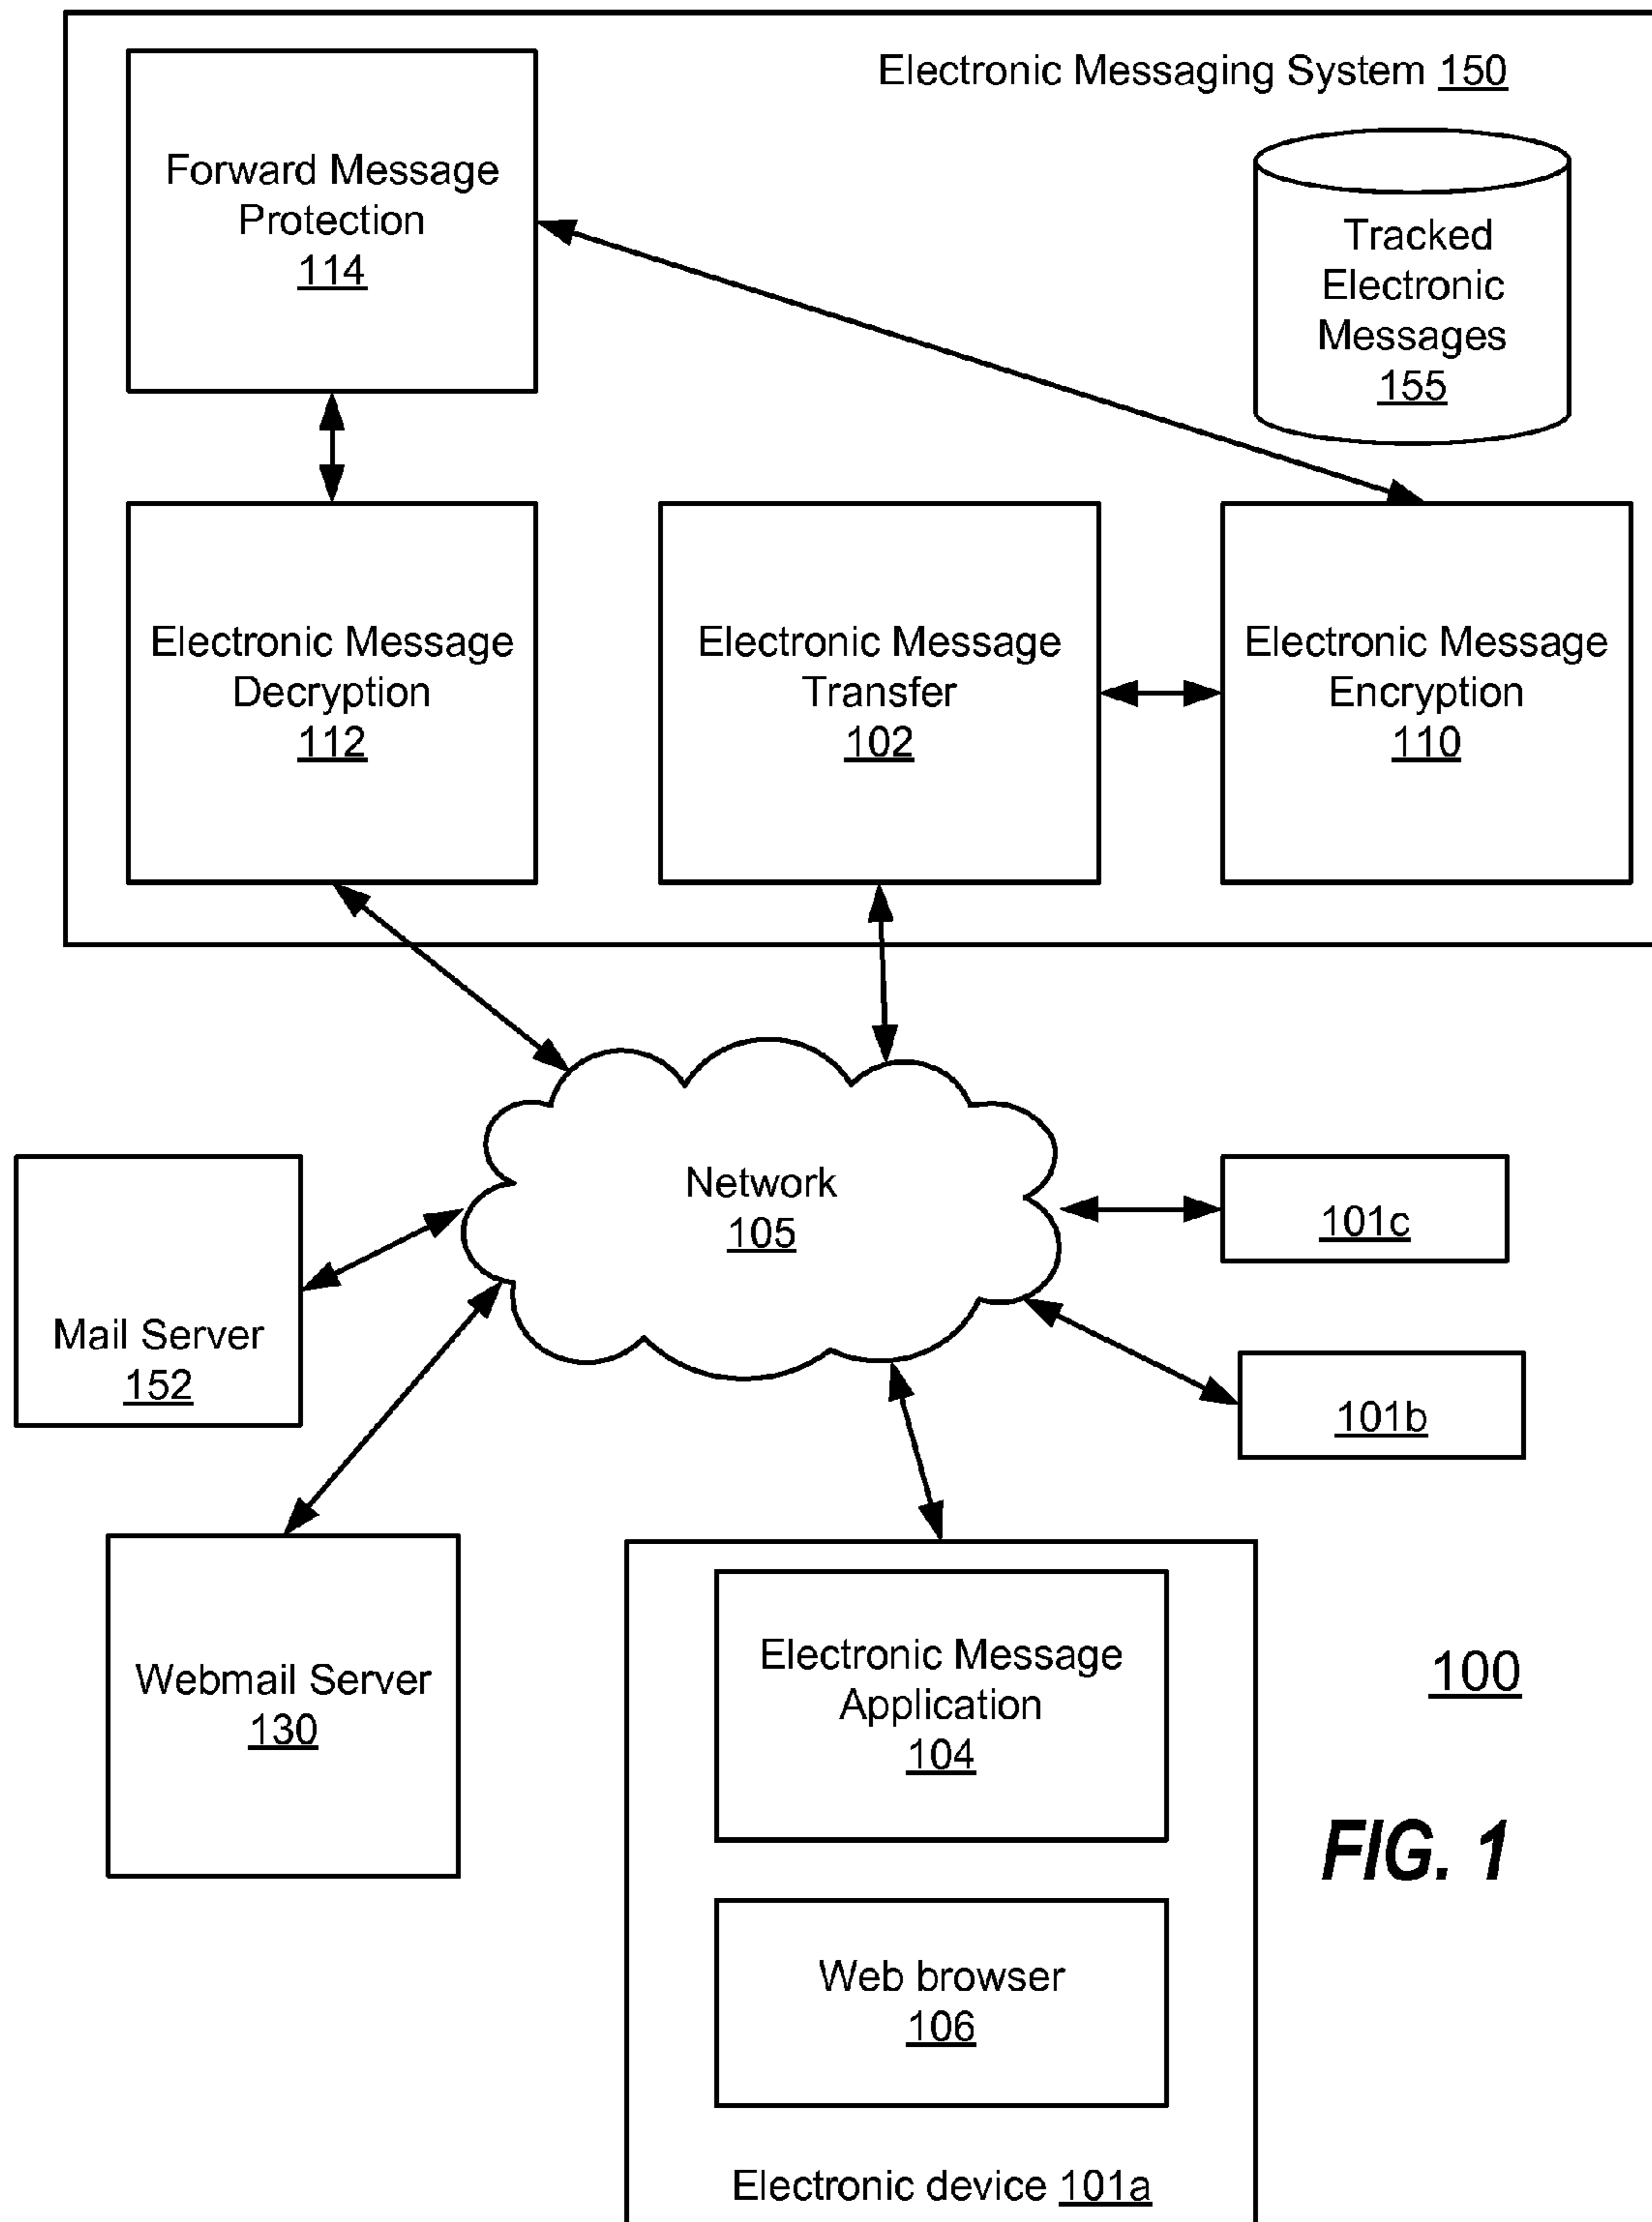 Electronic Messaging System 150
Forward Message
Protection
114
Tracked
Electronic
Messages
155
Electronic Message
Decryption
112
Electronic Message
Transfer
102
Electronic Message
Encryption
110
Network
105
Mail Server
152
101c
101b
Webmail Server
130
Electronic Message
Application
104
Web browser
106
Electronic device 101a
100
FIG. 1